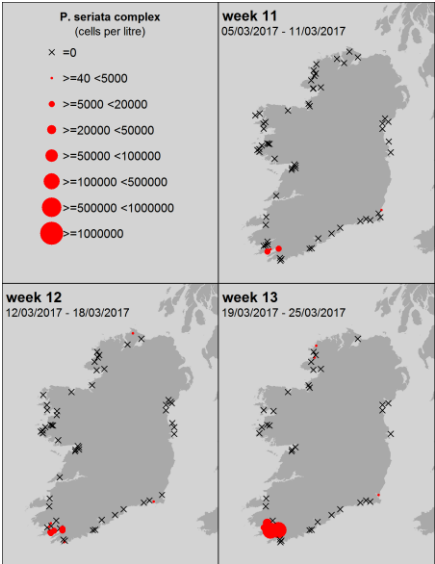 P. seriata complex
(cells per litre)
=0
>=40 <5000
>=5000 <20000
>=20000 <50000
>=50000 <100000
>=100000 <500000
>=500000 <1000000
>=1000000
week 11
05/03/2017 - 11/03/2017
week 12
12/03/2017 - 18/03/2017
week 13
19/03/2017 - 25/03/2017